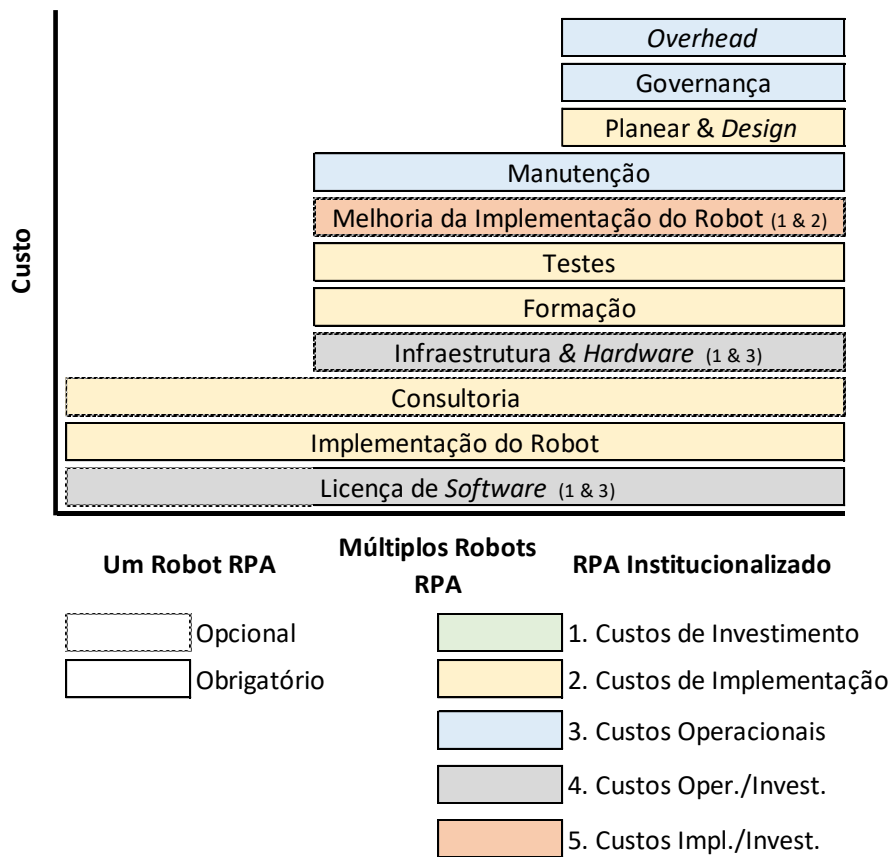 Overhead
Governança
Planear & Design
Manutenção
Melhoria da Implementação do Robot (1 & 2)
Testes
Formação
Infraestrutura & Hardware (1 & 3)
Consultoria
Implementação do Robot
Licença de Software (1 & 3)
Custo
Um Robot RPA
Múltiplos Robots
RPA
RPA Institucionalizado
Opcional
Obrigatório
1. Custos de Investimento
2. Custos de Implementação
3. Custos Operacionais
4. Custos Oper./Invest.
5. Custos Impl./Invest.